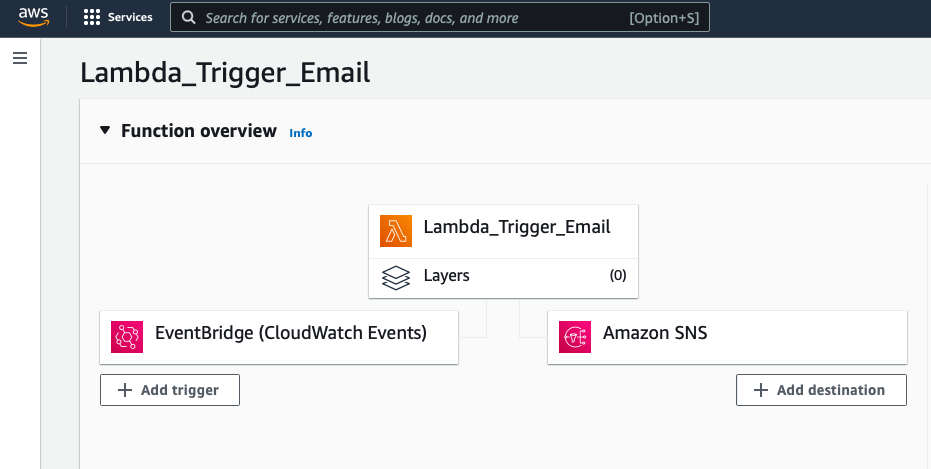 aws
Services
Search for services, features, blogs, docs, and more
[Option+S]
Lambda_Trigger_Email
Function overview
Info
Lambda_Trigger_Email
Layers
(0)
EventBridge (CloudWatch Events)
Amazon SNS
Add trigger
Add destination